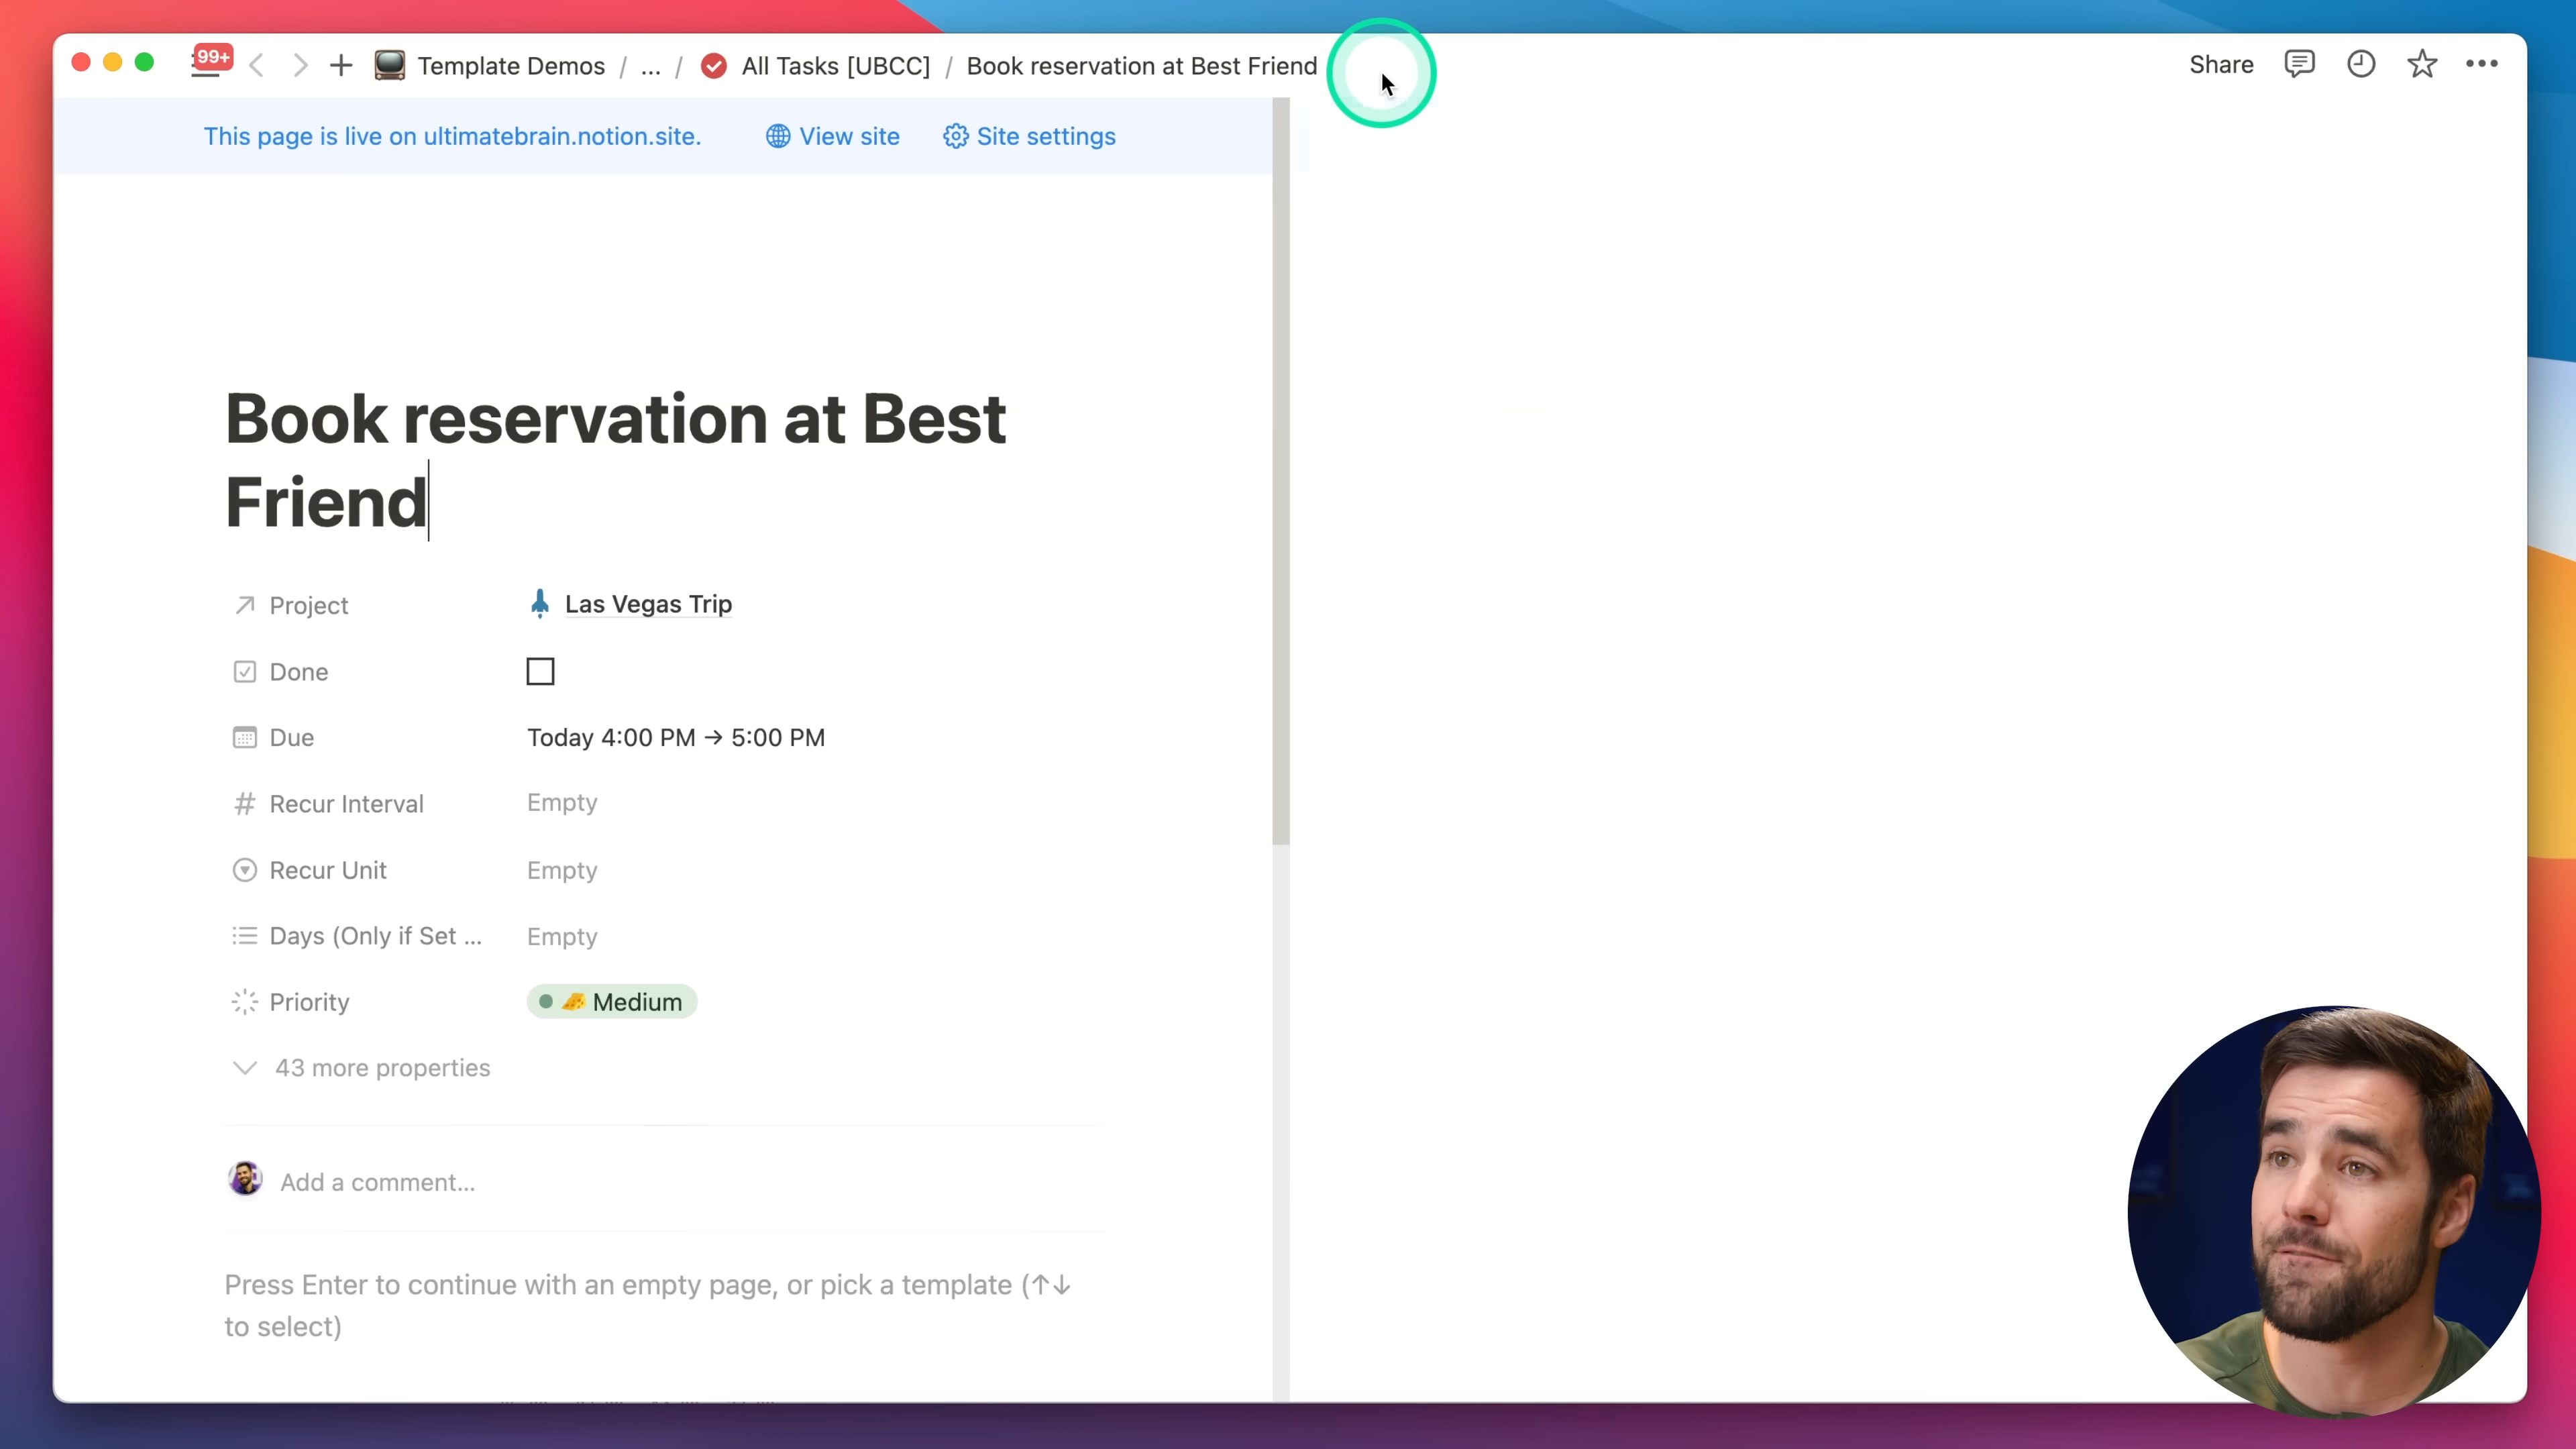 99+
Template Demos / ... / All Tasks [UBCC] / Book reservation at Best Friend
Share
This page is live on ultimatebrain.notion.site. View site Site settings
Book reservation at Best
Friend
Project Las Vegas Trip
Done
Due Today 4:00 PM → 5:00 PM
Recur Interval Empty
Recur Unit Empty
Days (Only if Set ... Empty
Priority Medium
43 more properties
Add a comment...
Press Enter to continue with an empty page, or pick a template (↑↓
to select)